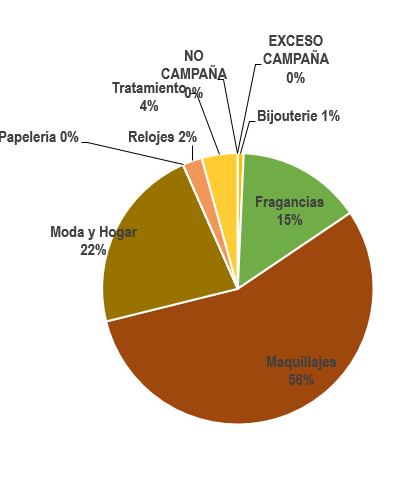 EXCESO
CAMPAÑA
0%
NO
CAMPAÑA
0%
Tratamiento
4%
Bijouterie 1%
Papelería 0%
Relojes 2%
Fragancias
15%
Moda y Hogar
22%
Maquillajes
56%